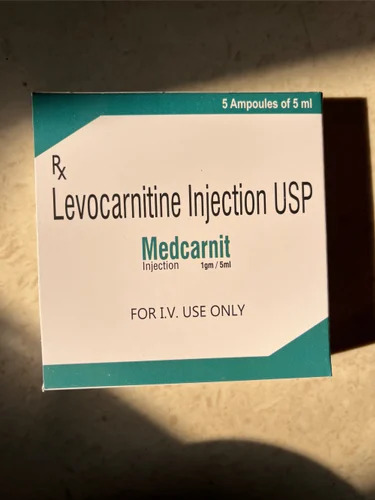 5 Ampoules of 5 ml
Rx
Levocarnitine Injection USP
Medcarnit
Injection 1gm / 5ml
FOR I.V. USE ONLY